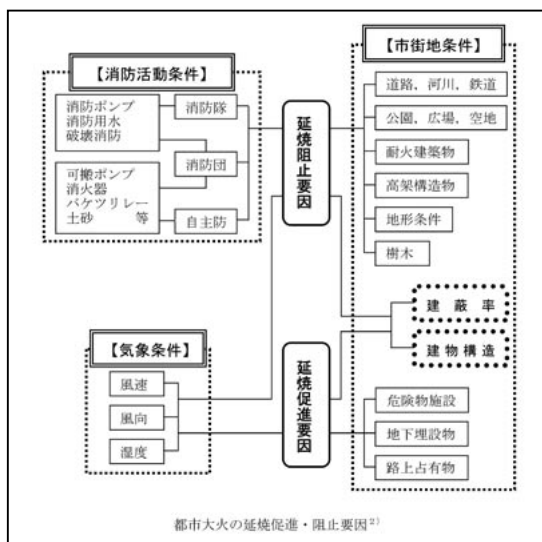 【消防活動条件】
消防ポンプ
消防用水
破壊消防
消防隊
消防団
可搬ポンプ
消火器
バケツリレー
土砂 等
自主防
延焼阻止要因
【市街地条件】
道路，河川，鉄道
公園，広場，空地
耐火建築物
高架構造物
地形条件
樹木
建蔽率
建物構造
【気象条件】
風速
風向
湿度
延焼促進要因
危険物施設
地下埋設物
路上占有物
都市大火の延焼促進・阻止要因2）